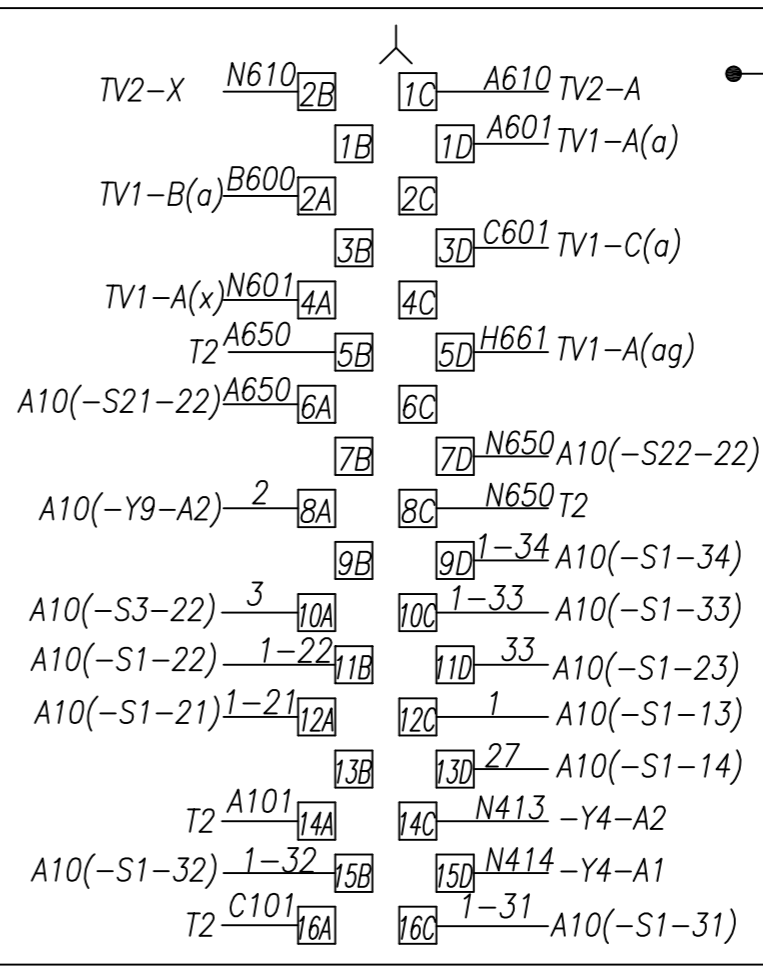 TV2-X N610 2B 1C A610 TV2-A
1B 1D A601 TV1-A(a)
TV1-B(a) B600 2A 2C
3B 3D C601 TV1-C(a)
TV1-A(x) N601 4A 4C
T2 A650 5B 5D H661 TV1-A(ag)
A10(-S21-22) A650 6A 6C
7B 7D N650 A10(-S22-22)
A10(-Y9-A2) 2 8A 8C N650 T2
9B 9D 1-34 A10(-S1-34)
A10(-S3-22) 3 10A 10C 1-33 A10(-S1-33)
A10(-S1-22) 1-22 11B 11D 33 A10(-S1-23)
A10(-S1-21) 1-21 12A 12C 1 A10(-S1-13)
13B 13D 27 A10(-S1-14)
T2 A101 14A 14C N413 -Y4-A2
A10(-S1-32) 1-32 15B 15D N414 -Y4-A1
T2 C101 16A 16C 1-31 A10(-S1-31)